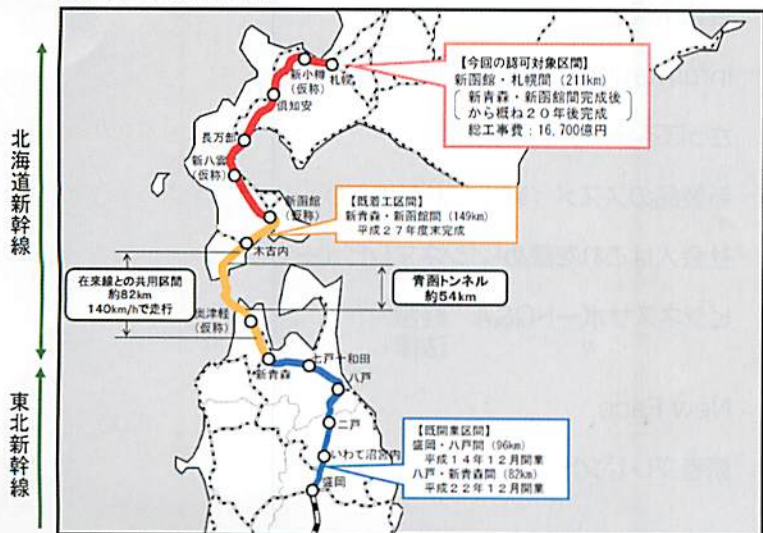 北海道新幹線
東北新幹線
新小樽
(仮称)
札幌
倶知安
長万部
新八雲
(仮称)
新函館
(仮称)
木古内
奥津軽
(仮称)
新青森
七戸十和田
八戸
二戸
いわて沼宮内
盛岡
【今回の認可対象区間】
新函館・札幌間(211km)
新青森・新函館間完成後
から概ね20年後完成
総工事費:16,700億円
【既着工区間】
新青森・新函館間(149km)
平成27年度末完成
在来線との共用区間
約82km
140km/hで走行
青函トンネル
約54km
【既開業区間】
盛岡・八戸間(96km)
平成14年12月開業
八戸・新青森間(82km)
平成22年12月開業